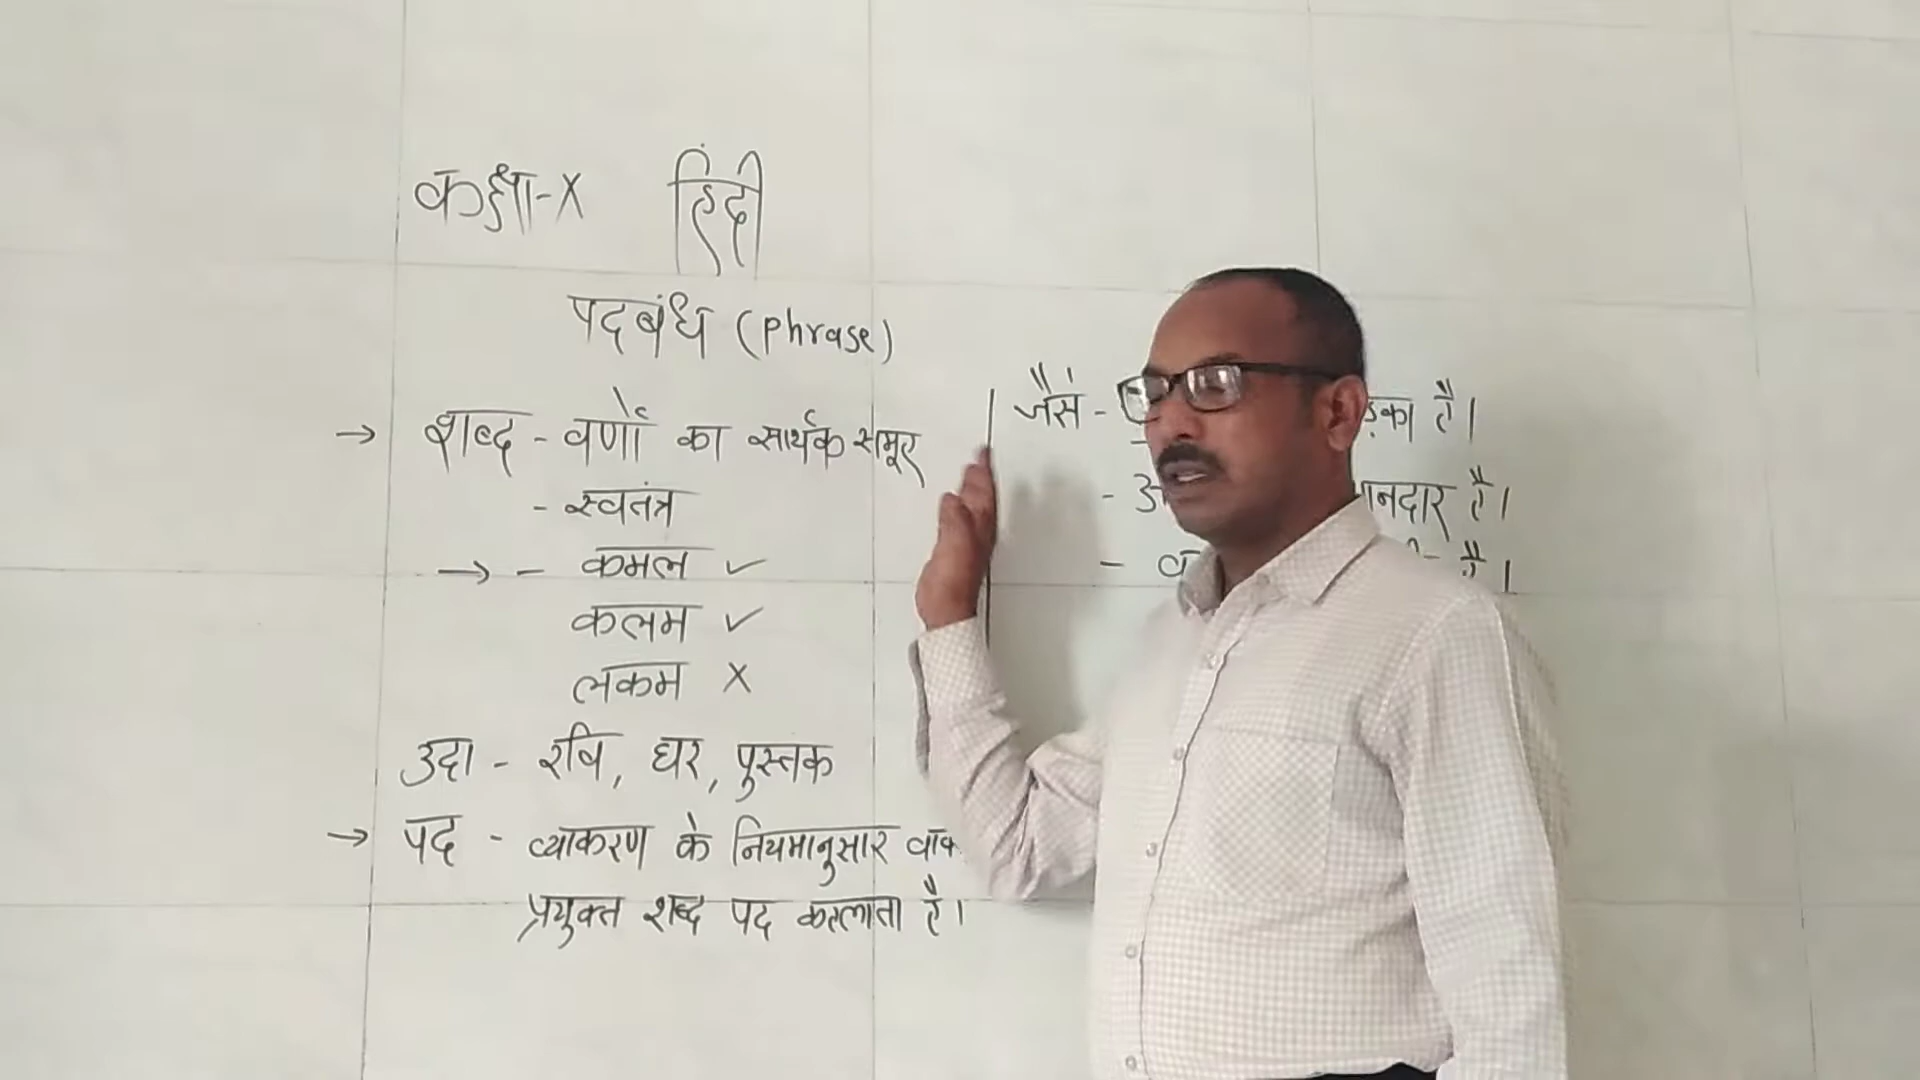 कक्षा-X हिंदी
पदबंध (phrase)
→ शब्द - वर्णों का सार्थक समूह
- स्वतंत्र
→ - कमल ✓
कलम ✓
लकम X
उदा - रवि, घर, पुस्तक
→ पद - व्याकरण के नियमानुसार
प्रयुक्त शब्द पद कहलाता है।
जैसे - है।
- है।
- है।